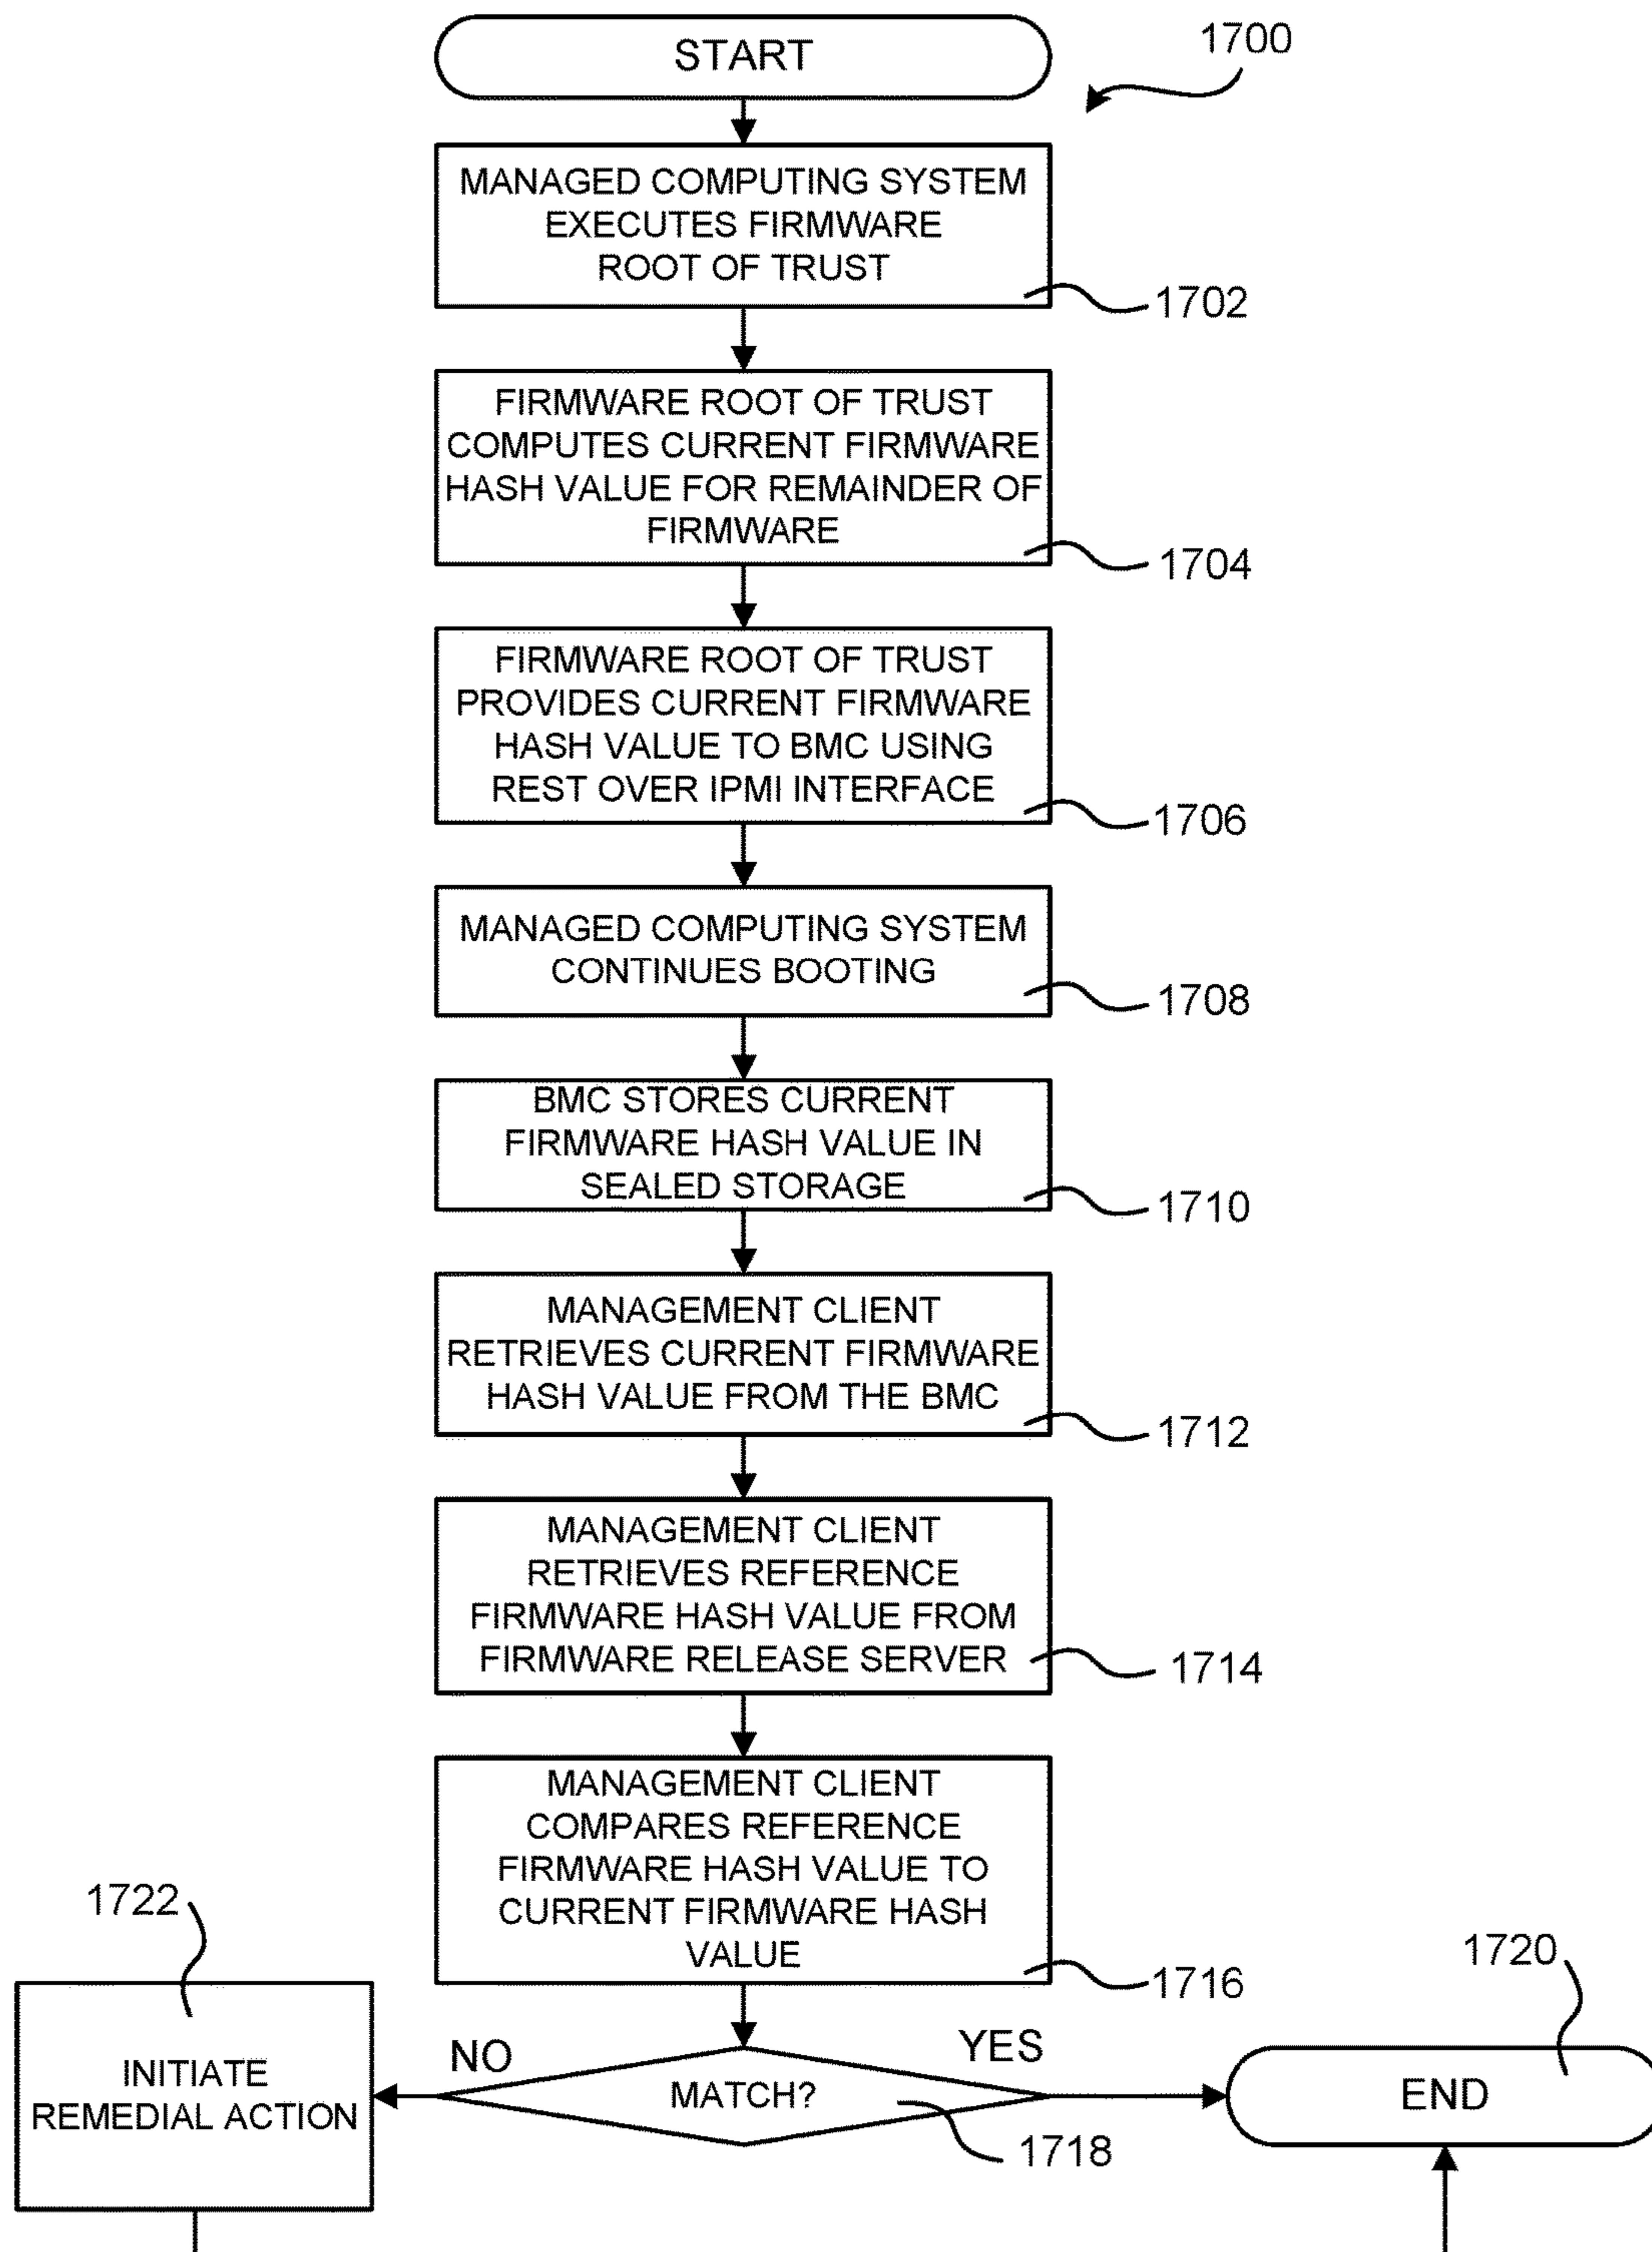 START
1700
MANAGED COMPUTING SYSTEM
EXECUTES FIRMWARE
ROOT OF TRUST
1702
FIRMWARE ROOT OF TRUST
COMPUTES CURRENT FIRMWARE
HASH VALUE FOR REMAINDER OF
FIRMWARE
1704
FIRMWARE ROOT OF TRUST
PROVIDES CURRENT FIRMWARE
HASH VALUE TO BMC USING
REST OVER IPMI INTERFACE
1706
MANAGED COMPUTING SYSTEM
CONTINUES BOOTING
1708
BMC STORES CURRENT
FIRMWARE HASH VALUE IN
SEALED STORAGE
1710
MANAGEMENT CLIENT
RETRIEVES CURRENT FIRMWARE
HASH VALUE FROM THE BMC
1712
MANAGEMENT CLIENT
RETRIEVES REFERENCE
FIRMWARE HASH VALUE FROM
FIRMWARE RELEASE SERVER
1714
MANAGEMENT CLIENT
COMPARES REFERENCE
FIRMWARE HASH VALUE TO
CURRENT FIRMWARE HASH
VALUE
1716
1722
INITIATE
REMEDIAL ACTION
NO
MATCH?
YES
1718
1720
END